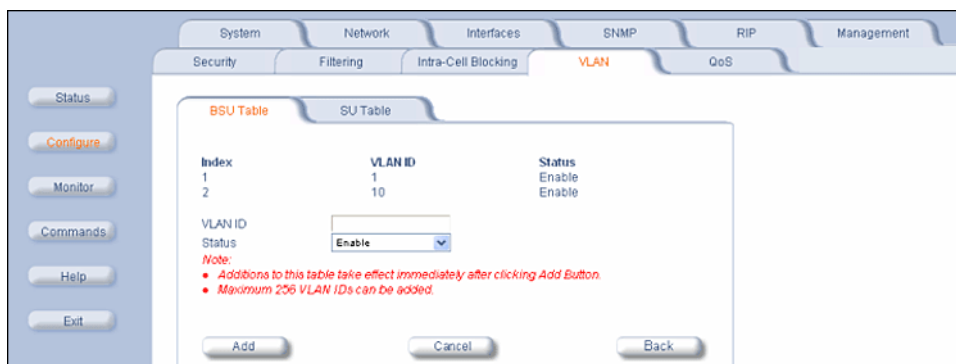 System Network Interfaces SNMP RIP Management
Security Filtering Intra-Cell Blocking VLAN QoS
Status
Configure
Monitor
Commands
Help
Exit
BSU Table SU Table
Index VLAN ID Status
1 1 Enable
2 10 Enable
VLAN ID
Status Enable
Note:
• Additions to this table take effect immediately after clicking Add Button.
• Maximum 256 VLAN IDs can be added.
Add Cancel Back